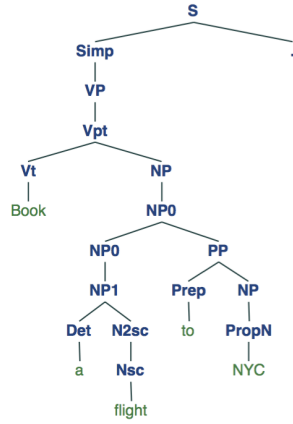 S
Simp .
VP
Vpt
Vt NP
Book NP0
NP0 PP
NP1 Prep NP
Det N2sc to PropN
a Nsc NYC
flight